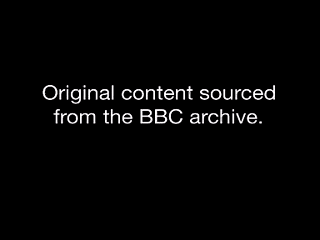 Original content sourced
from the BBC archive.